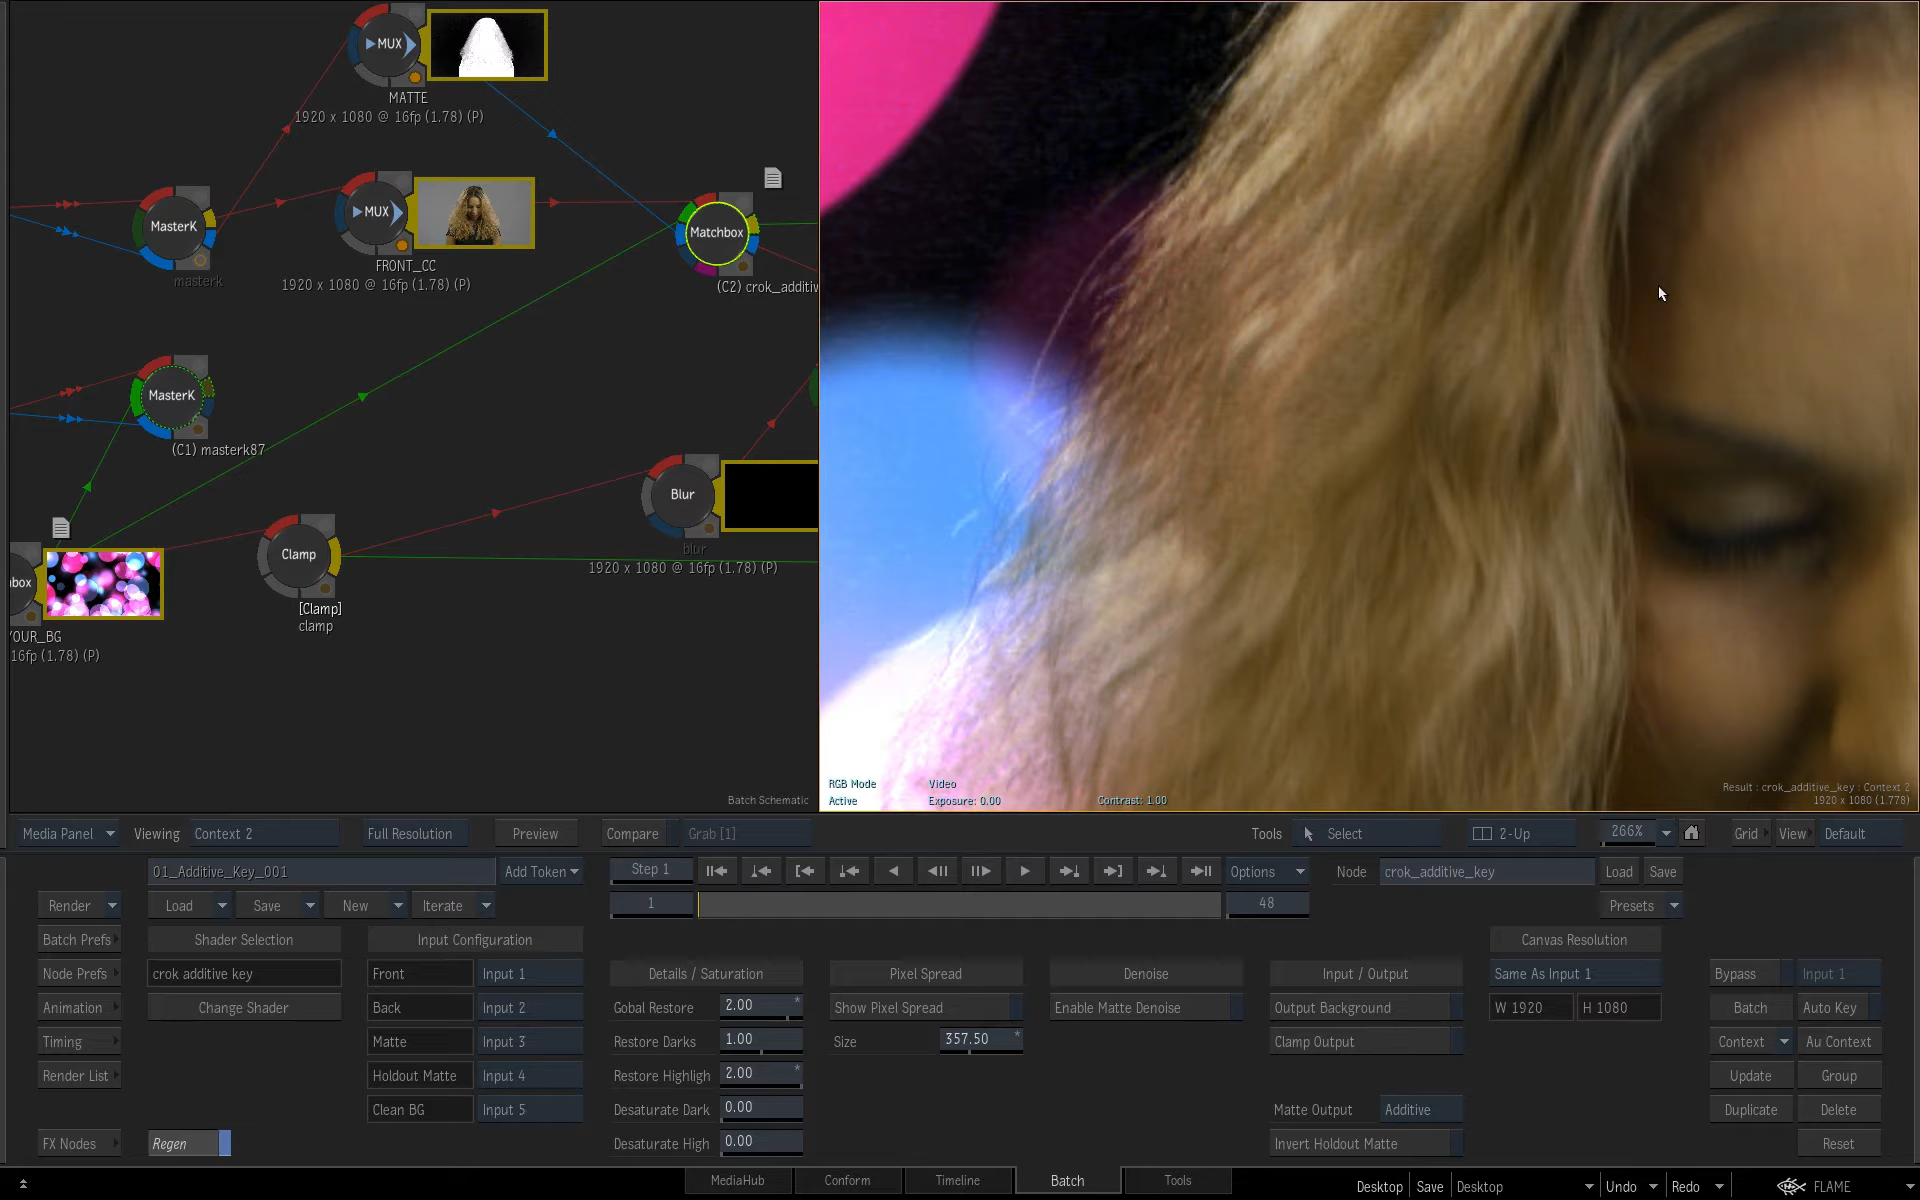 MUX
MATTE
1920 x 1080 @ 16fp (1.78) (P)
MasterK
masterk
MUX
FRONT_CC
1920 x 1080 @ 16fp (1.78) (P)
Matchbox
(C2) crok_additiv
MasterK
(C1) masterk87
Blur
blur
1920 x 1080 @ 16fp (1.78) (P)
Clamp
[Clamp]
clamp
box
YOUR_BG
16fp (1.78) (P)
Batch Schematic
RGB Mode Video
Active Exposure: 0.00 Contrast: 1.00
Result : crok_additive_key : Context 2
1920 x 1080 (1.778)
Media Panel Viewing Context 2 Full Resolution Preview Compare Grab [1] Tools Select 2-Up 266% Grid View Default
01_Additive_Key_001 Add Token Step 1 Options Node crok_additive_key Load Save
Render Load Save New Iterate 1 48 Presets
Batch Prefs Shader Selection Input Configuration Canvas Resolution
Node Prefs crok additive key Front Input 1 Details / Saturation Pixel Spread Denoise Input / Output Same As Input 1 Bypass Input 1
Animation Change Shader Back Input 2 Gobal Restore 2.00 * Show Pixel Spread Enable Matte Denoise Output Background W 1920 H 1080 Batch Auto Key
Timing Matte Input 3 Restore Darks 1.00 Size 357.50 * Clamp Output Context Au Context
Render List Holdout Matte Input 4 Restore Highligh 2.00 * Update Group
Clean BG Input 5 Desaturate Dark 0.00 Matte Output Additive Duplicate Delete
FX Nodes Regen Desaturate High 0.00 Invert Holdout Matte Reset
MediaHub Conform Timeline Batch Tools Desktop Save Desktop Undo Redo FLAME